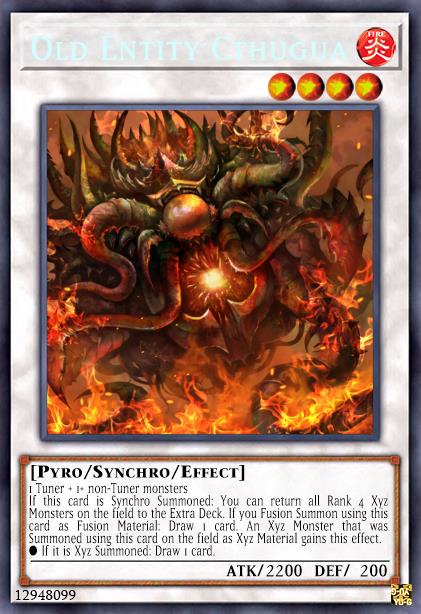 Old Entity Cthugua
FIRE
炎
[Pyro/Synchro/Effect]
1 Tuner + 1+ non-Tuner monsters
If this card is Synchro Summoned: You can return all Rank 4 Xyz
Monsters on the field to the Extra Deck. If you Fusion Summon using this
card as Fusion Material: Draw 1 card. An Xyz Monster that was
Summoned using this card on the field as Xyz Material gains this effect.
● If it is Xyz Summoned: Draw 1 card.
ATK/2200 DEF/ 200
12948099